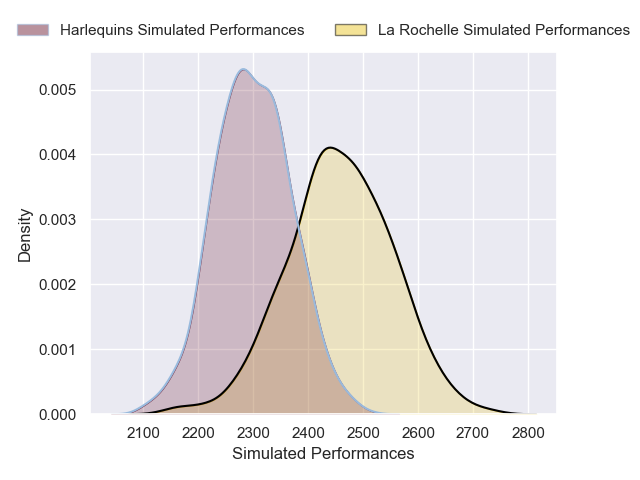 Harlequins Simulated Performances La Rochelle Simulated Performances
0.005
0.004
0.003
0.002
0.001
0.000
Density
2100 2200 2300 2400 2500 2600 2700 2800
Simulated Performances